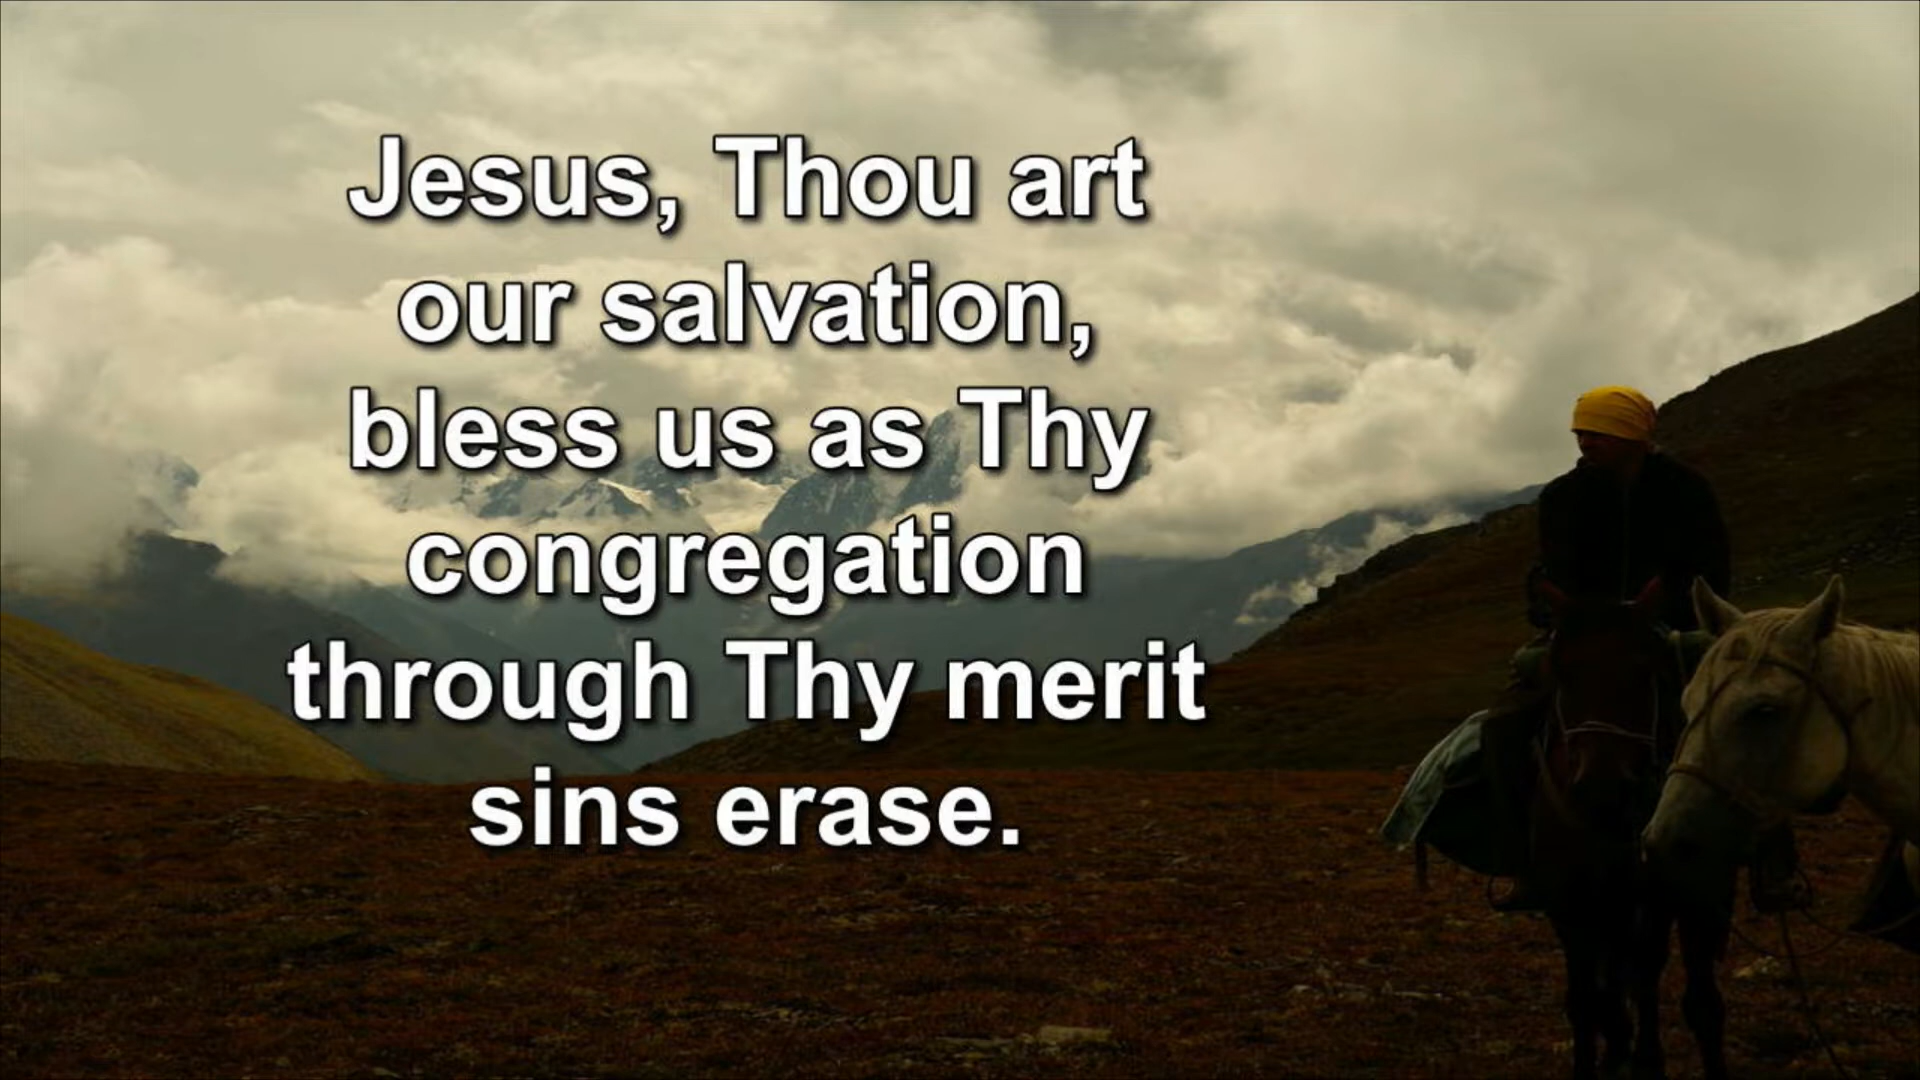 Jesus, Thou art
our salvation,
bless us as Thy
congregation
through Thy merit
sins erase.